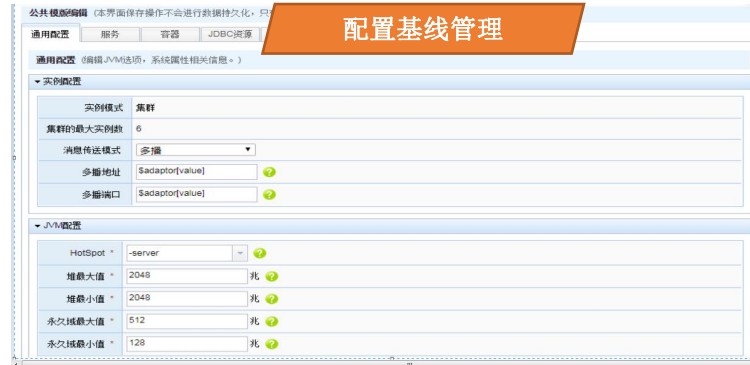 公共模版编辑 (本界面保存操作不会进行数据持久化，只
配置基线管理
通用配置 服务 容器 JDBC资源
通用配置 (编辑JVM选项，系统属性相关信息。)
实例配置
实例模式 集群
集群的最大实例数 6
消息传送模式 多播
多播地址 $adaptor[value]
多播端口 $adaptor[value]
JVM配置
HotSpot * -server
堆最大值 * 2048 兆
堆最小值 * 2048 兆
永久域最大值 * 512 兆
永久域最小值 * 128 兆